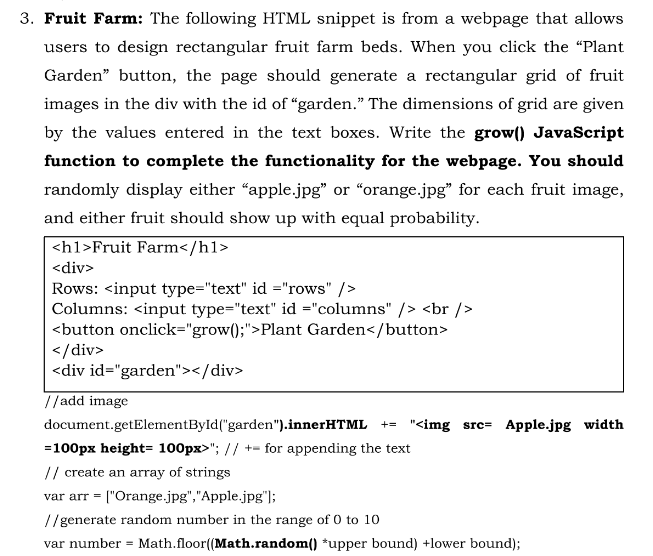 3. Fruit Farm: The following HTML snippet is from a webpage that allows
users to design rectangular fruit farm beds. When you click the “Plant
Garden” button, the page should generate a rectangular grid of fruit
images in the div with the id of “garden.” The dimensions of grid are given
by the values entered in the text boxes. Write the grow() JavaScript
function to complete the functionality for the webpage. You should
randomly display either “apple.jpg” or “orange.jpg” for each fruit image,
and either fruit should show up with equal probability.
<h1>Fruit Farm</h1>
<div>
Rows: <input type="text" id ="rows" />
Columns: <input type="text" id ="columns" /> <br />
<button onclick="grow();">Plant Garden</button>
</div>
<div id="garden"></div>
//add image
document.getElementById("garden").innerHTML += "<img src= Apple.jpg width
=100px height= 100px>"; // += for appending the text
// create an array of strings
var arr = ["Orange.jpg","Apple.jpg"];
//generate random number in the range of 0 to 10
var number = Math.floor((Math.random() *upper bound) +lower bound);